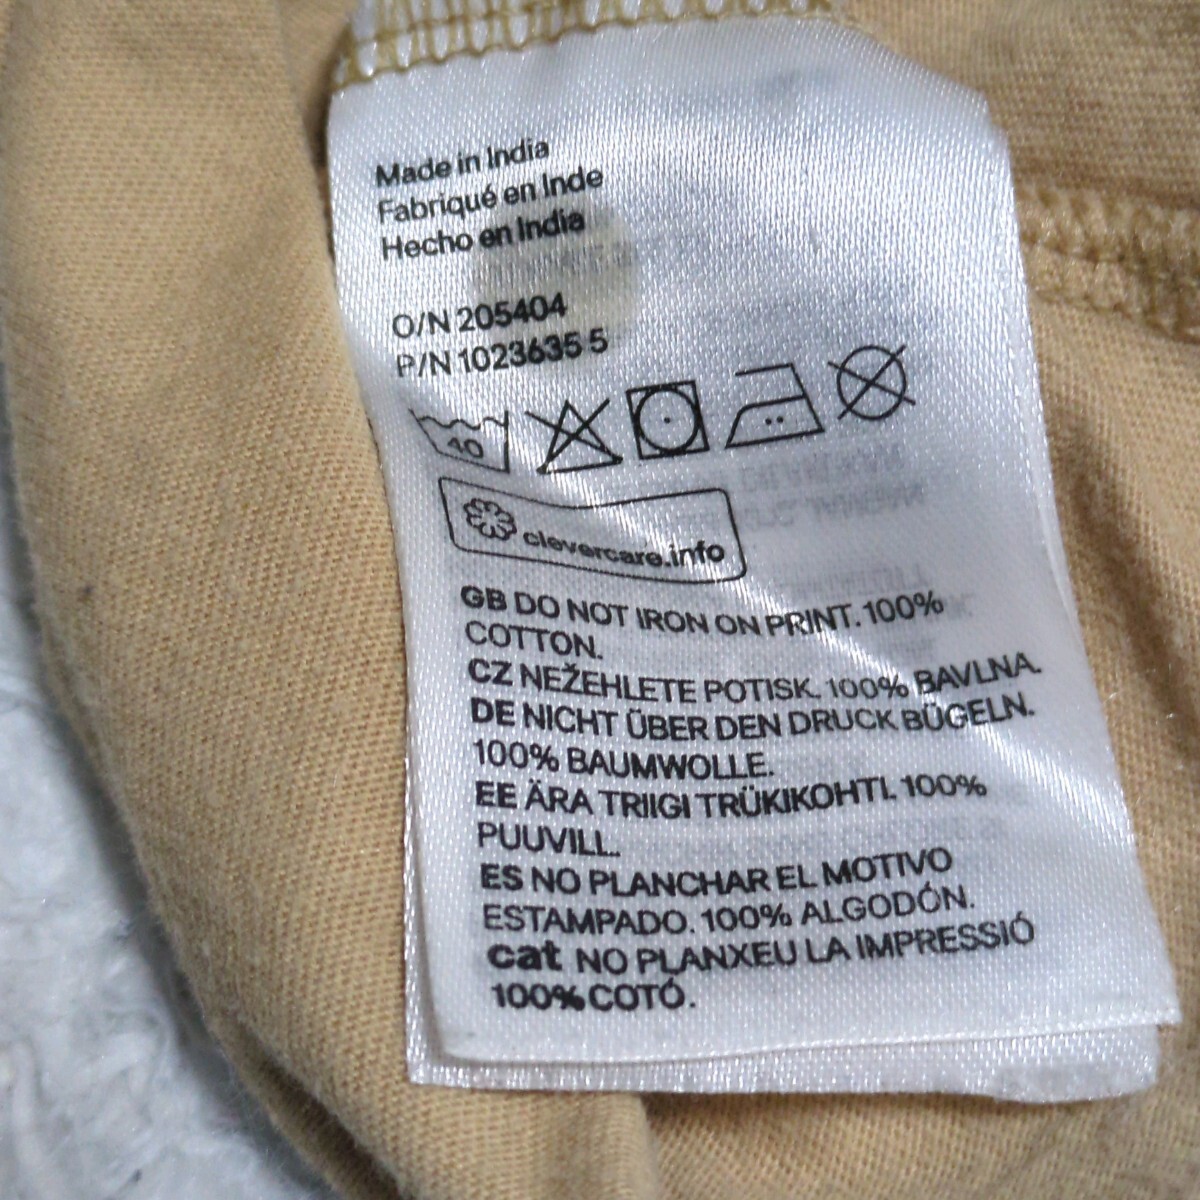 Made in India
Fabriqué en Inde
Hecho en India
O/N 205404
P/N 1023635 5
40
clevercare.info
GB DO NOT IRON ON PRINT. 100%
COTTON.
CZ NEŽEHLETE POTISK. 100% BAVLNA.
DE NICHT ÜBER DEN DRUCK BÜGELN.
100% BAUMWOLLE.
EE ÄRA TRIIGI TRÜKIKOHTI. 100%
PUUVILL.
ES NO PLANCHAR EL MOTIVO
ESTAMPADO. 100% ALGODÓN.
cat NO PLANXEU LA IMPRESSIÓ
100% COTÓ.